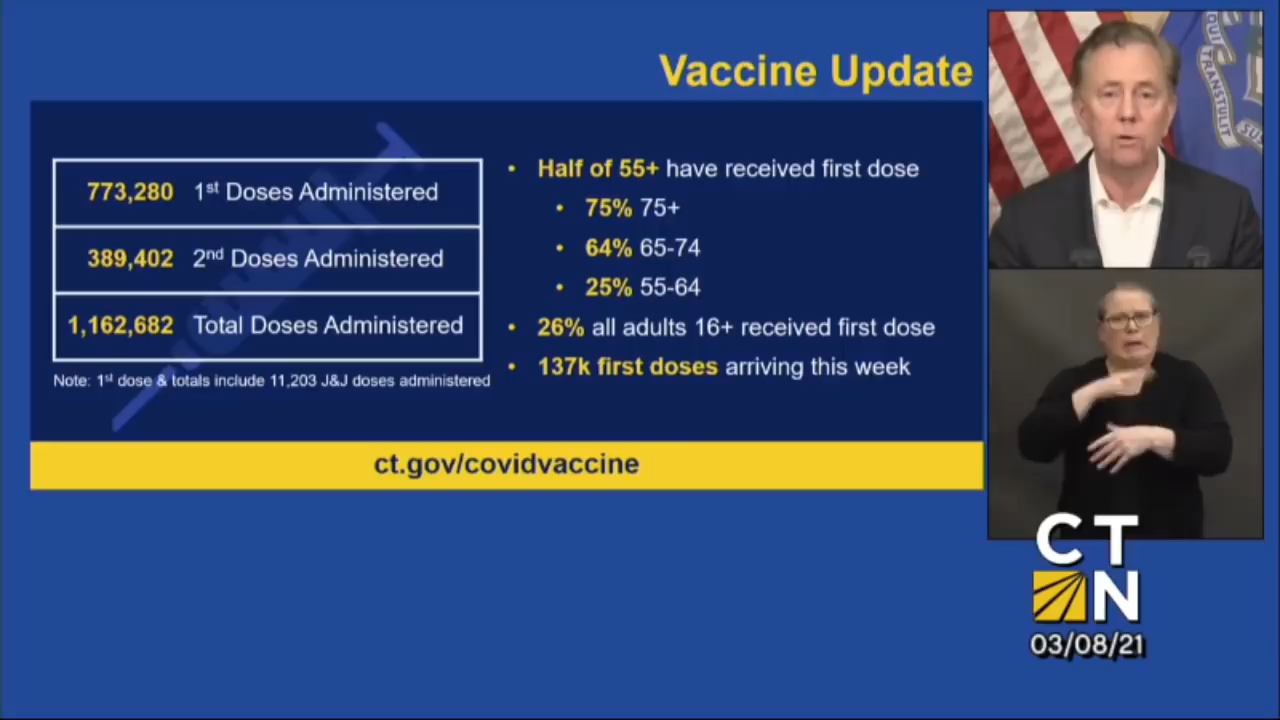 Vaccine Update
773,280 1st Doses Administered
389,402 2nd Doses Administered
1,162,682 Total Doses Administered
Note: 1st dose & totals include 11,203 J&J doses administered
• Half of 55+ have received first dose
• 75% 75+
• 64% 65-74
• 25% 55-64
• 26% all adults 16+ received first dose
• 137k first doses arriving this week
ct.gov/covidvaccine
QUI TRANSTULIT
SUS
CT
N
03/08/21